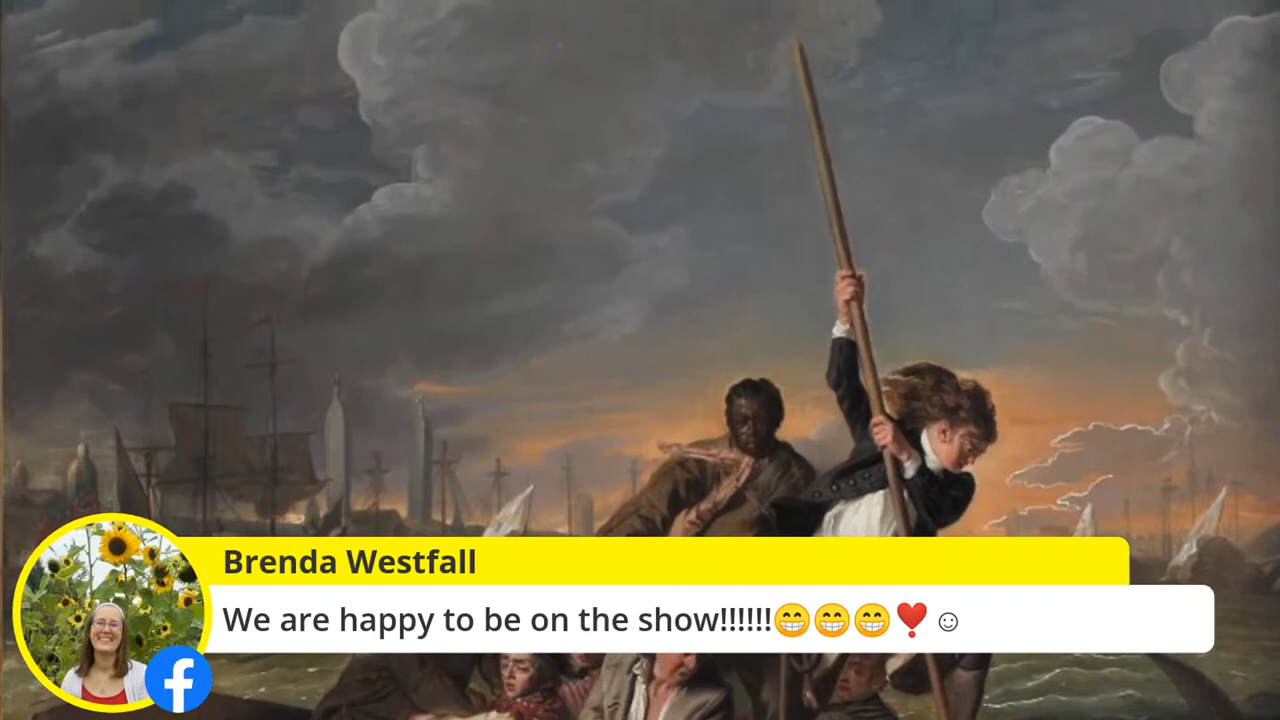 Brenda Westfall
We are happy to be on the show!!!!!!😁😁😁❣️☺